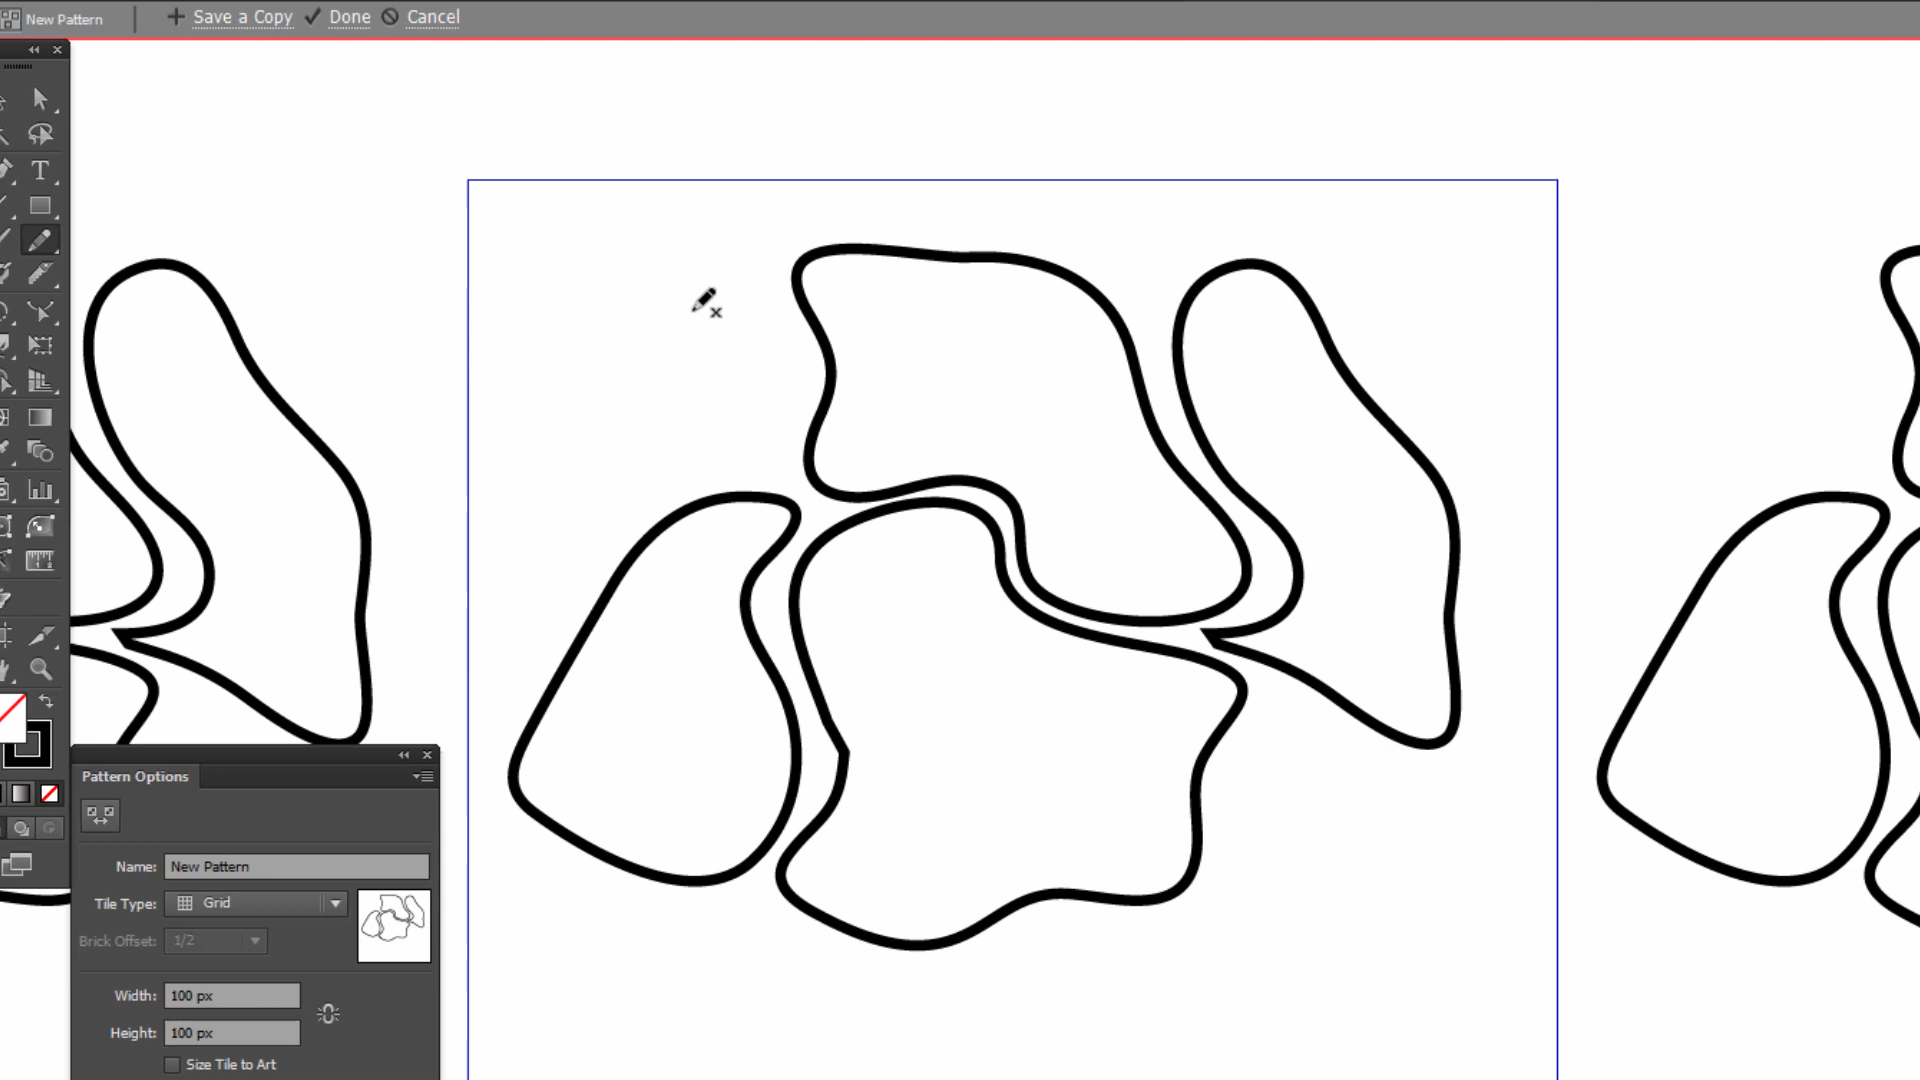 New Pattern + Save a Copy ✓ Done Cancel
T
Pattern Options
Name: New Pattern
Tile Type: Grid
Brick Offset: 1/2
Width: 100 px
Height: 100 px
Size Tile to Art